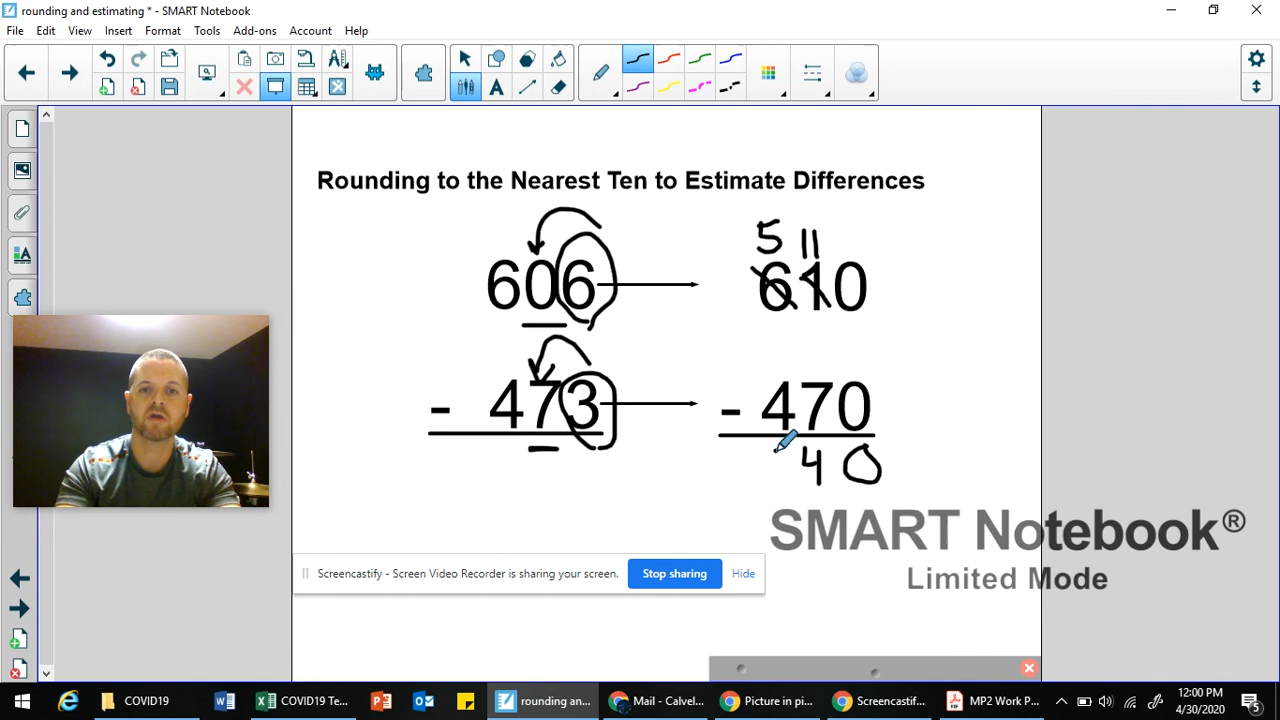 rounding and estimating * - SMART Notebook
File Edit View Insert Format Tools Add-ons Account Help
A
Rounding to the Nearest Ten to Estimate Differences
5 11
606 610
- 473 - 470
4 0
SMART Notebook®
Limited Mode
Screencastify - Screen Video Recorder is sharing your screen. Stop sharing Hide
COVID19 COVID19 Te... rounding an... Mail - Calvel... Picture in pi... Screencastif... MP2 Work P... 12:00 PM
4/30/2020 5